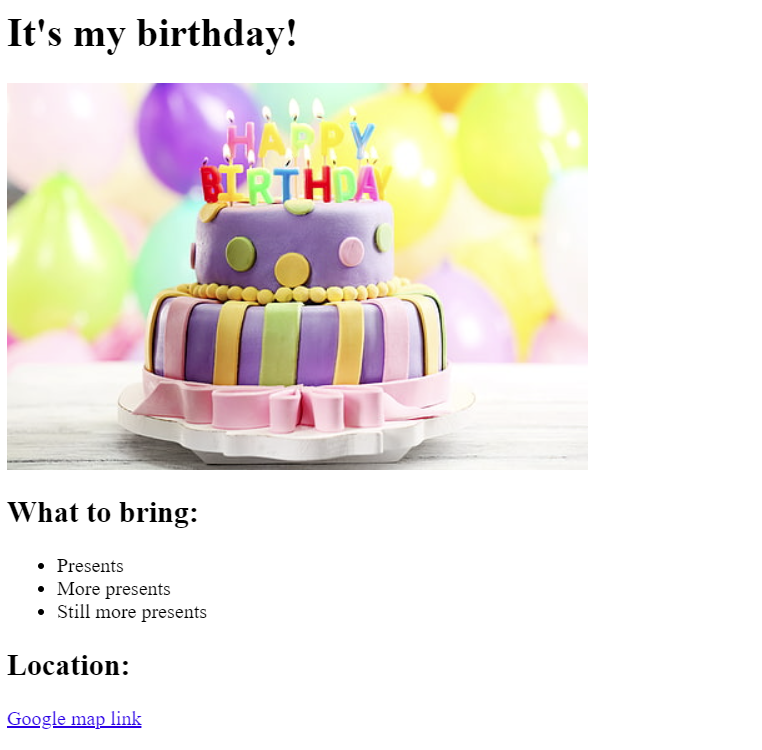 It's my birthday!
HAPPY
BIRTHDAY
What to bring:
Presents
More presents
Still more presents
Location:
Google map link